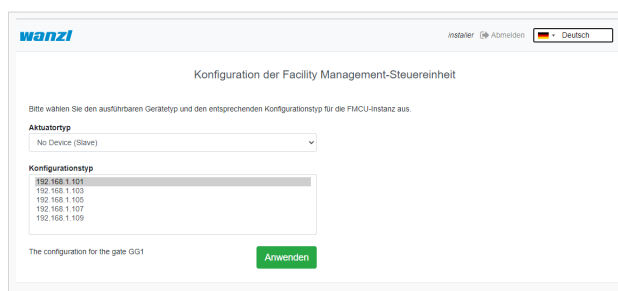 wanzl
installer Abmelden Deutsch
Konfiguration der Facility Management-Steuereinheit
Bitte wählen Sie den ausführbaren Gerätetyp und den entsprechenden Konfigurationstyp für die FMCU-Instanz aus.
Aktuatortyp
No Device (Slave)
Konfigurationstyp
192.168.1.101
192.168.1.103
192.168.1.105
192.168.1.107
192.168.1.109
The configuration for the gate GG1
Anwenden